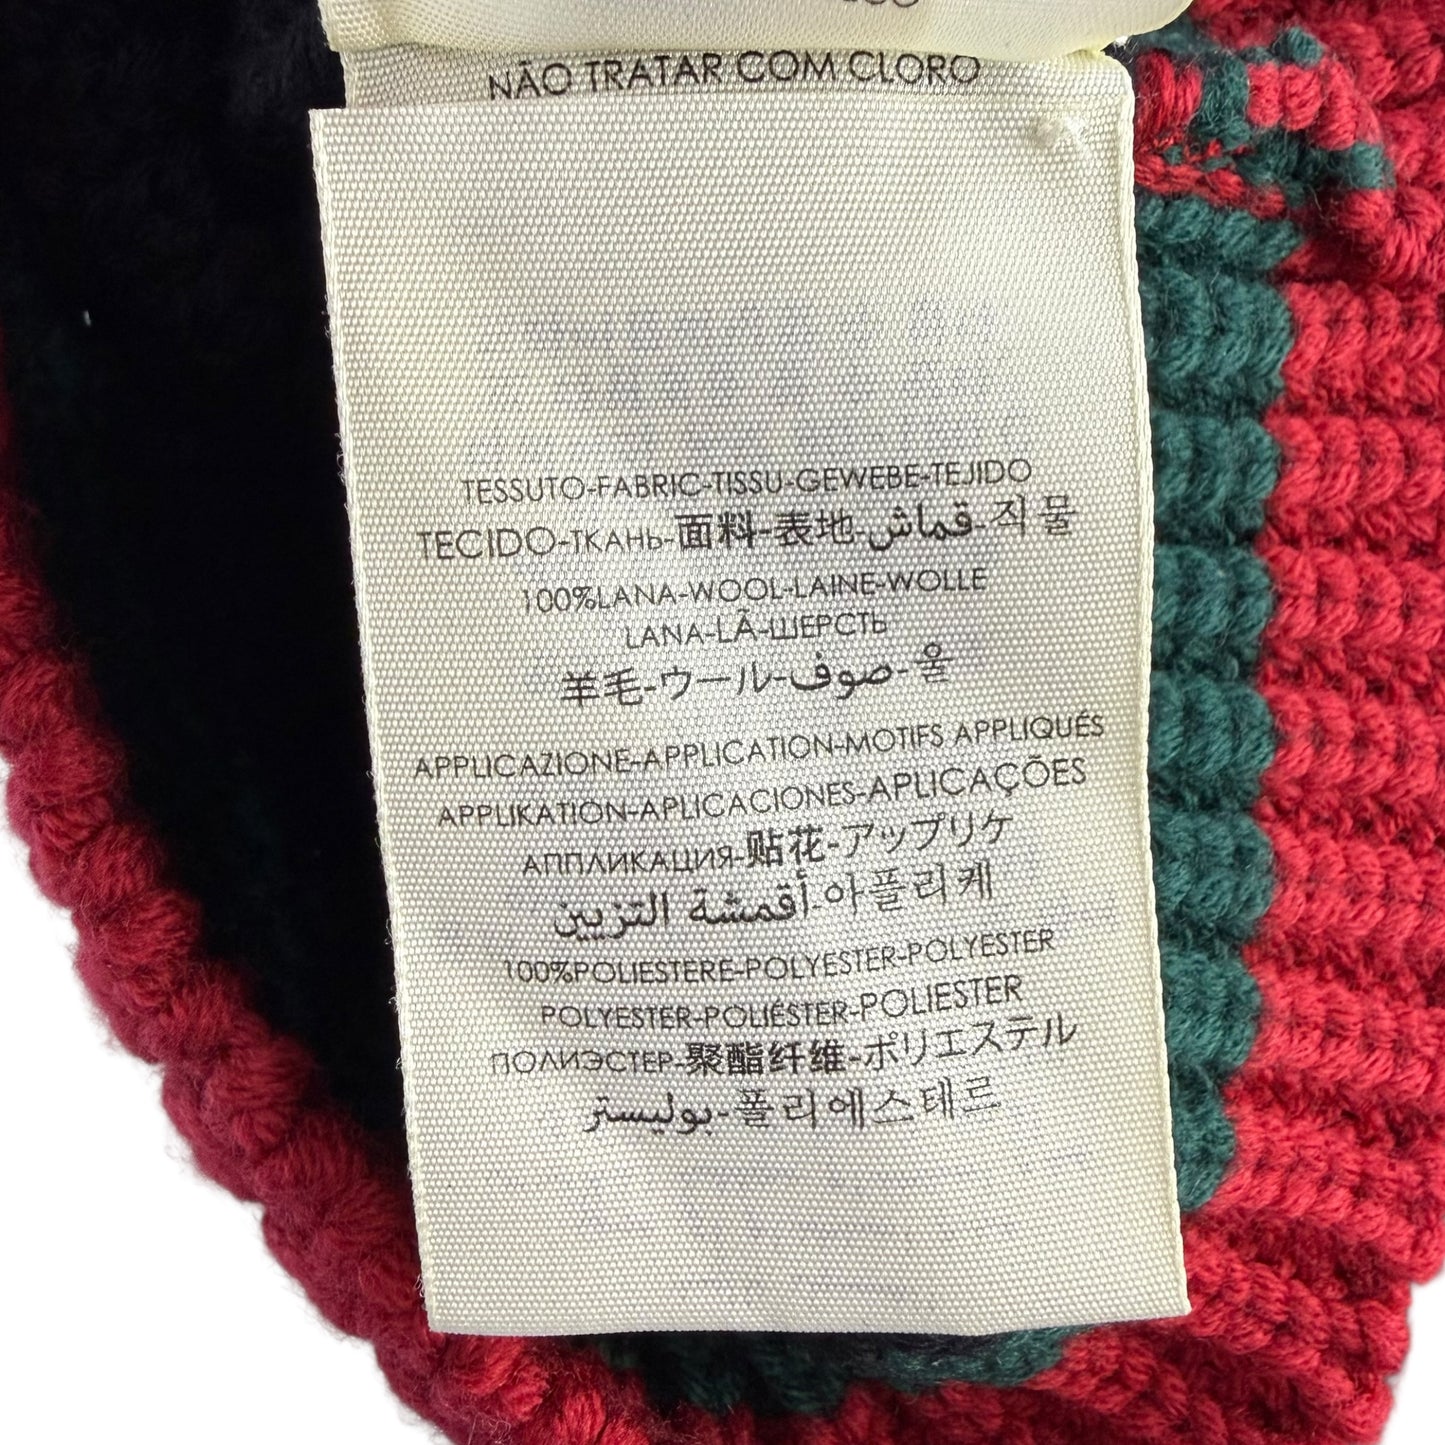 NÃO TRATAR COM CLORO
TESSUTO-FABRIC-TISSU-GEWEBE-TEJIDO
TECIDO-ТКАНЬ-面料-表地-قماش-직물
100%LANA-WOOL-LAINE-WOLLE
LANA-LÃ-ШЕРСТЬ
羊毛-ウール-صوف-울
APPLICAZIONE-APPLICATION-MOTIFS APPLIQUÉS
APPLIKATION-APLICACIONES-APLICAÇÕES
АППЛИКАЦИЯ-贴花-アップリケ
أقمشة التزيين-아플리케
100%POLIESTERE-POLYESTER-POLYESTER
POLYESTER-POLIÉSTER-POLIESTER
ПОЛИЭСТЕР-聚酯纤维-ポリエステル
بوليستر-폴리에스테르